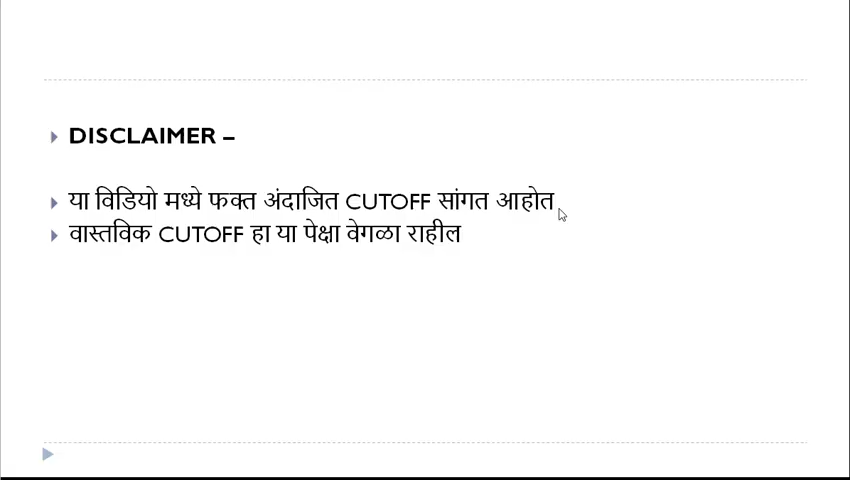 DISCLAIMER –
या विडियो मध्ये फक्त अंदाजित CUTOFF सांगत आहोत
वास्तविक CUTOFF हा या पेक्षा वेगळा राहील